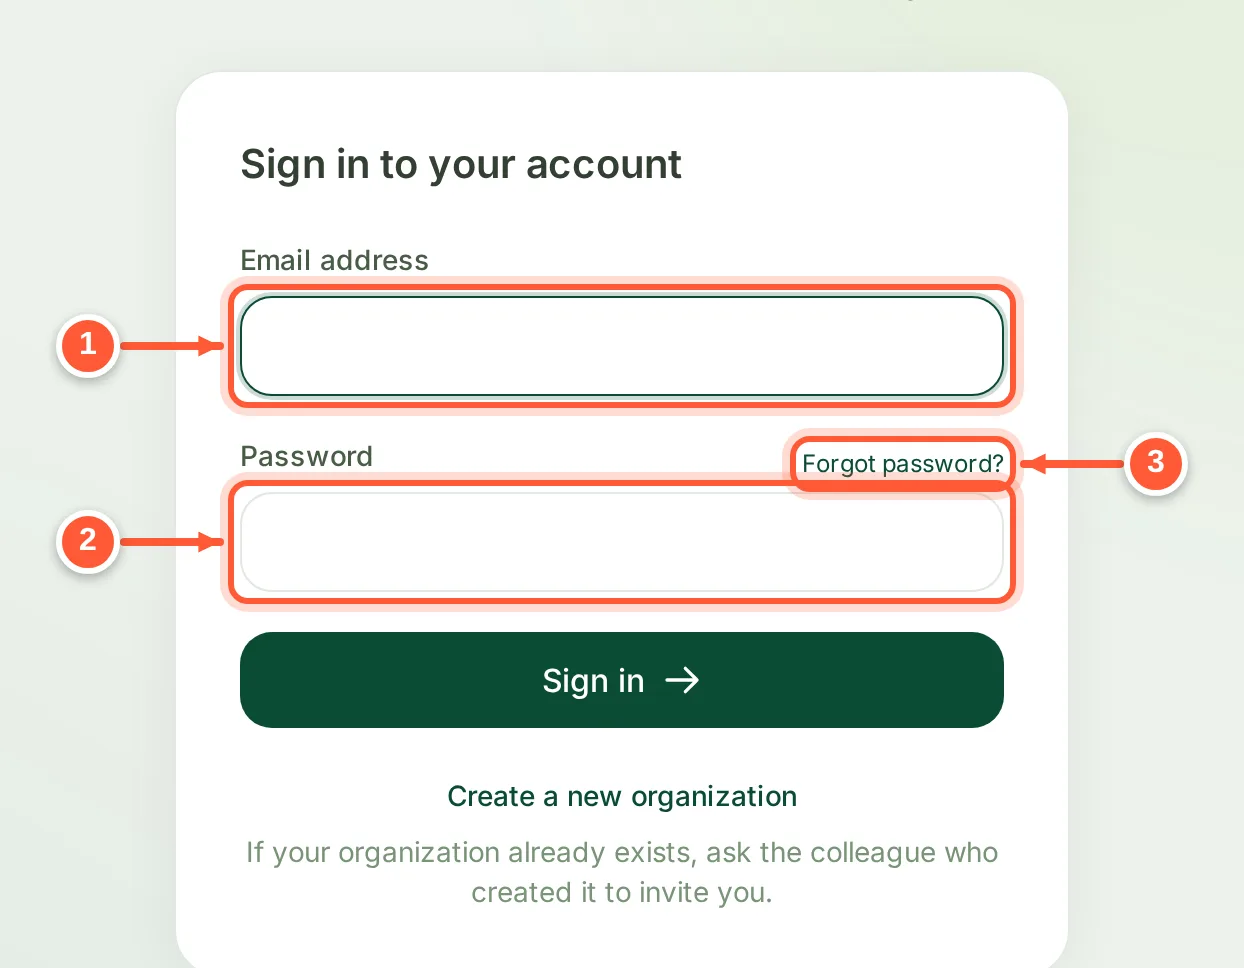 Sign in to your account
Email address
1
Password
Forgot password?
3
2
Sign in →
Create a new organization
If your organization already exists, ask the colleague who
created it to invite you.